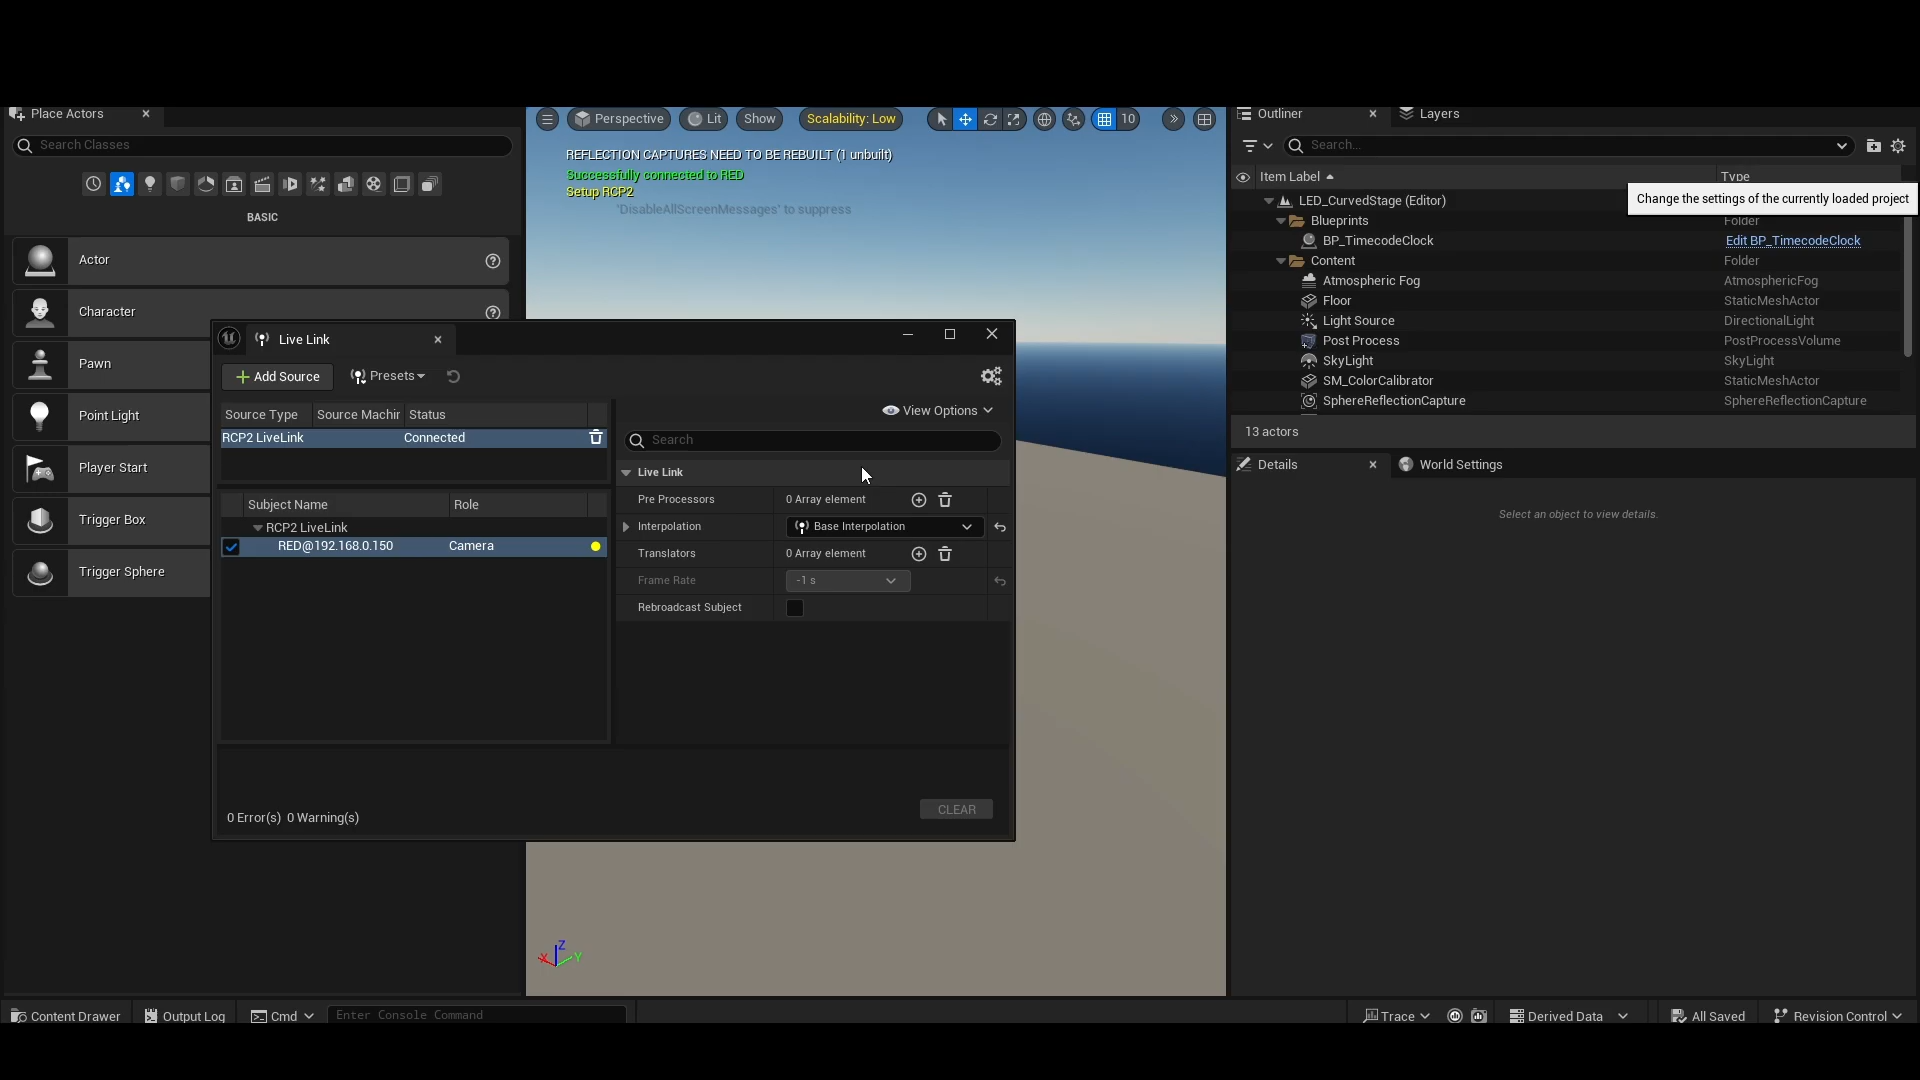 Place Actors
Search Classes
BASIC
Actor
Character
Pawn
Point Light
Player Start
Trigger Box
Trigger Sphere
Perspective
Lit
Show
Scalability: Low
10
REFLECTION CAPTURES NEED TO BE REBUILT (1 unbuilt)
Successfully connected to RED
Setup RCP2
'DisableAllScreenMessages' to suppress
Live Link
Add Source
Presets
Source Type Source Machir Status
RCP2 LiveLink Connected
Subject Name Role
RCP2 LiveLink
RED@192.168.0.150 Camera
View Options
Search
Live Link
Pre Processors 0 Array element
Interpolation Base Interpolation
Translators 0 Array element
Frame Rate -1 s
Rebroadcast Subject
0 Error(s) 0 Warning(s)
CLEAR
X Z Y
Outliner
Layers
Search...
Item Label Type
Change the settings of the currently loaded project
LED_CurvedStage (Editor)
Blueprints Folder
BP_TimecodeClock Edit BP_TimecodeClock
Content Folder
Atmospheric Fog AtmosphericFog
Floor StaticMeshActor
Light Source DirectionalLight
Post Process PostProcessVolume
SkyLight SkyLight
SM_ColorCalibrator StaticMeshActor
SphereReflectionCapture SphereReflectionCapture
13 actors
Details
World Settings
Select an object to view details.
Content Drawer
Output Log
Cmd
Enter Console Command
Trace
Derived Data
All Saved
Revision Control